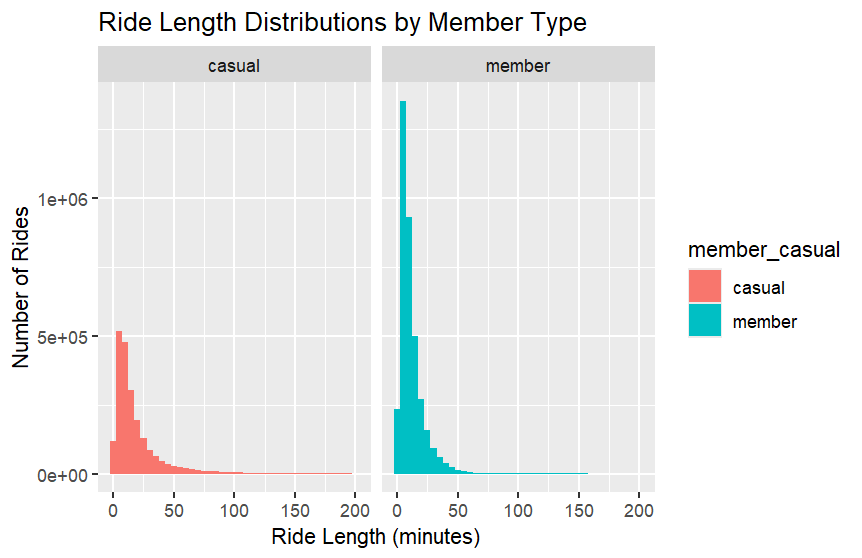 Ride Length Distributions by Member Type
casual
member
1e+06
5e+05
0e+00
Number of Rides
0 50 100 150 200
0 50 100 150 200
Ride Length (minutes)
member_casual
casual
member